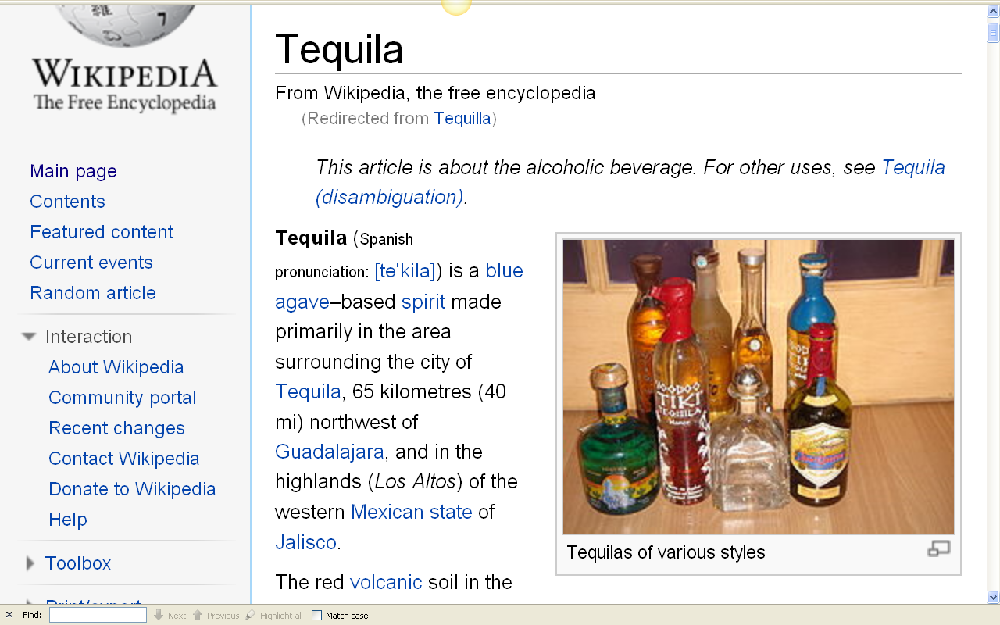 WIKIPEDIA
The Free Encyclopedia
Main page
Contents
Featured content
Current events
Random article
Interaction
About Wikipedia
Community portal
Recent changes
Contact Wikipedia
Donate to Wikipedia
Help
Toolbox
Print/export
Tequila
From Wikipedia, the free encyclopedia
(Redirected from Tequilla)
This article is about the alcoholic beverage. For other uses, see Tequila
(disambiguation).
Tequila (Spanish
pronunciation: [te'kila]) is a blue
agave–based spirit made
primarily in the area
surrounding the city of
Tequila, 65 kilometres (40
mi) northwest of
Guadalajara, and in the
highlands (Los Altos) of the
western Mexican state of
Jalisco.
The red volcanic soil in the
VOODOO
TIKI
TEQUILA
Tequilas of various styles
Find: Next Previous Highlight all Match case